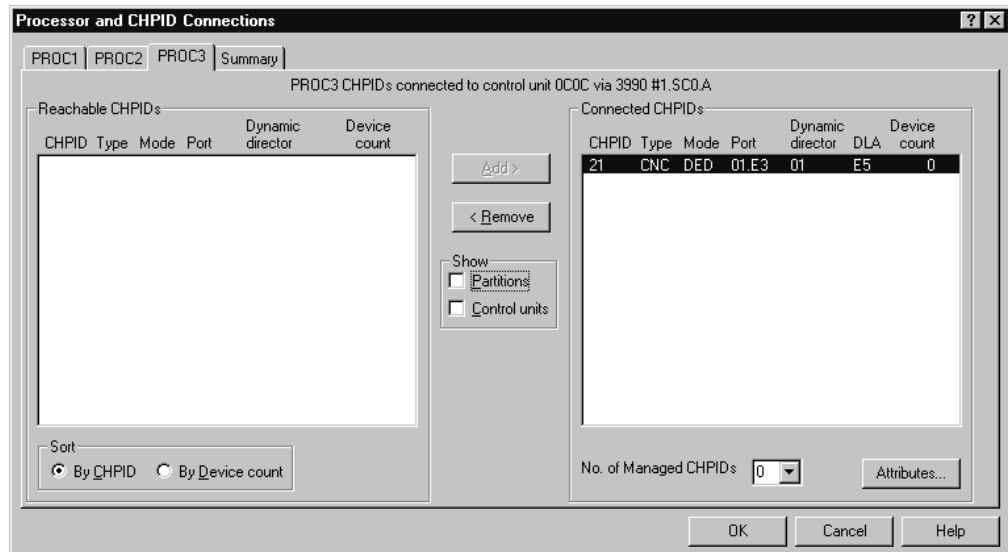 Processor and CHPID Connections
? X
PROC1 PROC2 PROC3 Summary
PROC3 CHPIDs connected to control unit 0C0C via 3990 #1.SC0.A
Reachable CHPIDs
CHPID Type Mode Port Dynamic director Device count
Add >
< Remove
Show
Partitions
Control units
Connected CHPIDs
CHPID Type Mode Port Dynamic director DLA Device count
21 CNC DED 01.E3 01 E5 0
Sort
By CHPID By Device count
No. of Managed CHPIDs 0
Attributes...
OK Cancel Help